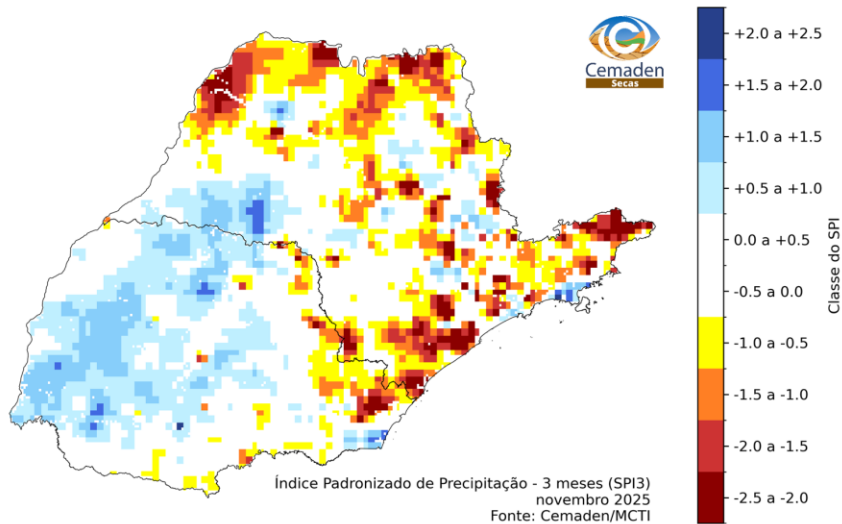 Cemaden
Secas
+2.0 a +2.5
+1.5 a +2.0
+1.0 a +1.5
+0.5 a +1.0
0.0 a +0.5
-0.5 a 0.0
-1.0 a -0.5
-1.5 a -1.0
-2.0 a -1.5
-2.5 a -2.0
Classe do SPI
Índice Padronizado de Precipitação - 3 meses (SPI3)
novembro 2025
Fonte: Cemaden/MCTI